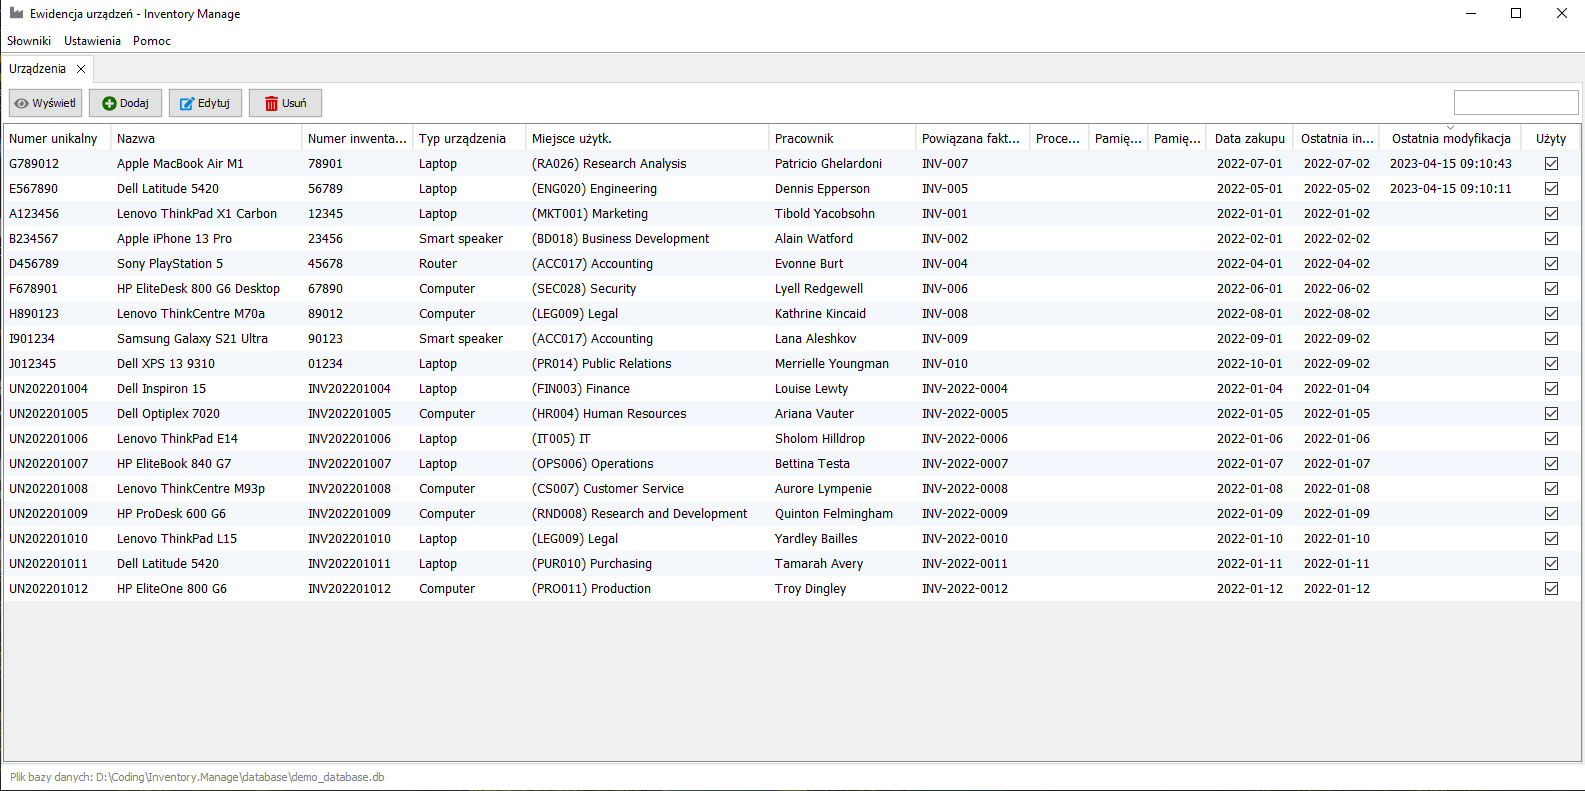 Ewidencja urządzeń - Inventory Manage
Słowniki Ustawienia Pomoc
Urządzenia
Wyświetl Dodaj Edytuj Usuń
Numer unikalny Nazwa Numer inwenta... Typ urządzenia Miejsce użytk. Pracownik Powiązana fakt... Proce... Pamię... Pamię... Data zakupu Ostatnia in... Ostatnia modyfikacja Użyty
G789012 Apple MacBook Air M1 78901 Laptop (RA026) Research Analysis Patricio Ghelardoni INV-007 2022-07-01 2022-07-02 2023-04-15 09:10:43
E567890 Dell Latitude 5420 56789 Laptop (ENG020) Engineering Dennis Epperson INV-005 2022-05-01 2022-05-02 2023-04-15 09:10:11
A123456 Lenovo ThinkPad X1 Carbon 12345 Laptop (MKT001) Marketing Tibold Yacobsohn INV-001 2022-01-01 2022-01-02
B234567 Apple iPhone 13 Pro 23456 Smart speaker (BD018) Business Development Alain Watford INV-002 2022-02-01 2022-02-02
D456789 Sony PlayStation 5 45678 Router (ACC017) Accounting Evonne Burt INV-004 2022-04-01 2022-04-02
F678901 HP EliteDesk 800 G6 Desktop 67890 Computer (SEC028) Security Lyell Redgewell INV-006 2022-06-01 2022-06-02
H890123 Lenovo ThinkCentre M70a 89012 Computer (LEG009) Legal Kathrine Kincaid INV-008 2022-08-01 2022-08-02
I901234 Samsung Galaxy S21 Ultra 90123 Smart speaker (ACC017) Accounting Lana Aleshkov INV-009 2022-09-01 2022-09-02
J012345 Dell XPS 13 9310 01234 Laptop (PR014) Public Relations Merrielle Youngman INV-010 2022-10-01 2022-09-02
UN202201004 Dell Inspiron 15 INV202201004 Laptop (FIN003) Finance Louise Lewty INV-2022-0004 2022-01-04 2022-01-04
UN202201005 Dell Optiplex 7020 INV202201005 Computer (HR004) Human Resources Ariana Vauter INV-2022-0005 2022-01-05 2022-01-05
UN202201006 Lenovo ThinkPad E14 INV202201006 Laptop (IT005) IT Sholom Hilldrop INV-2022-0006 2022-01-06 2022-01-06
UN202201007 HP EliteBook 840 G7 INV202201007 Laptop (OPS006) Operations Bettina Testa INV-2022-0007 2022-01-07 2022-01-07
UN202201008 Lenovo ThinkCentre M93p INV202201008 Computer (CS007) Customer Service Aurore Lympenie INV-2022-0008 2022-01-08 2022-01-08
UN202201009 HP ProDesk 600 G6 INV202201009 Computer (RND008) Research and Development Quinton Felmingham INV-2022-0009 2022-01-09 2022-01-09
UN202201010 Lenovo ThinkPad L15 INV202201010 Laptop (LEG009) Legal Yardley Bailles INV-2022-0010 2022-01-10 2022-01-10
UN202201011 Dell Latitude 5420 INV202201011 Laptop (PUR010) Purchasing Tamarah Avery INV-2022-0011 2022-01-11 2022-01-11
UN202201012 HP EliteOne 800 G6 INV202201012 Computer (PRO011) Production Troy Dingley INV-2022-0012 2022-01-12 2022-01-12
Plik bazy danych: D:\Coding\Inventory.Manage\database\demo_database.db